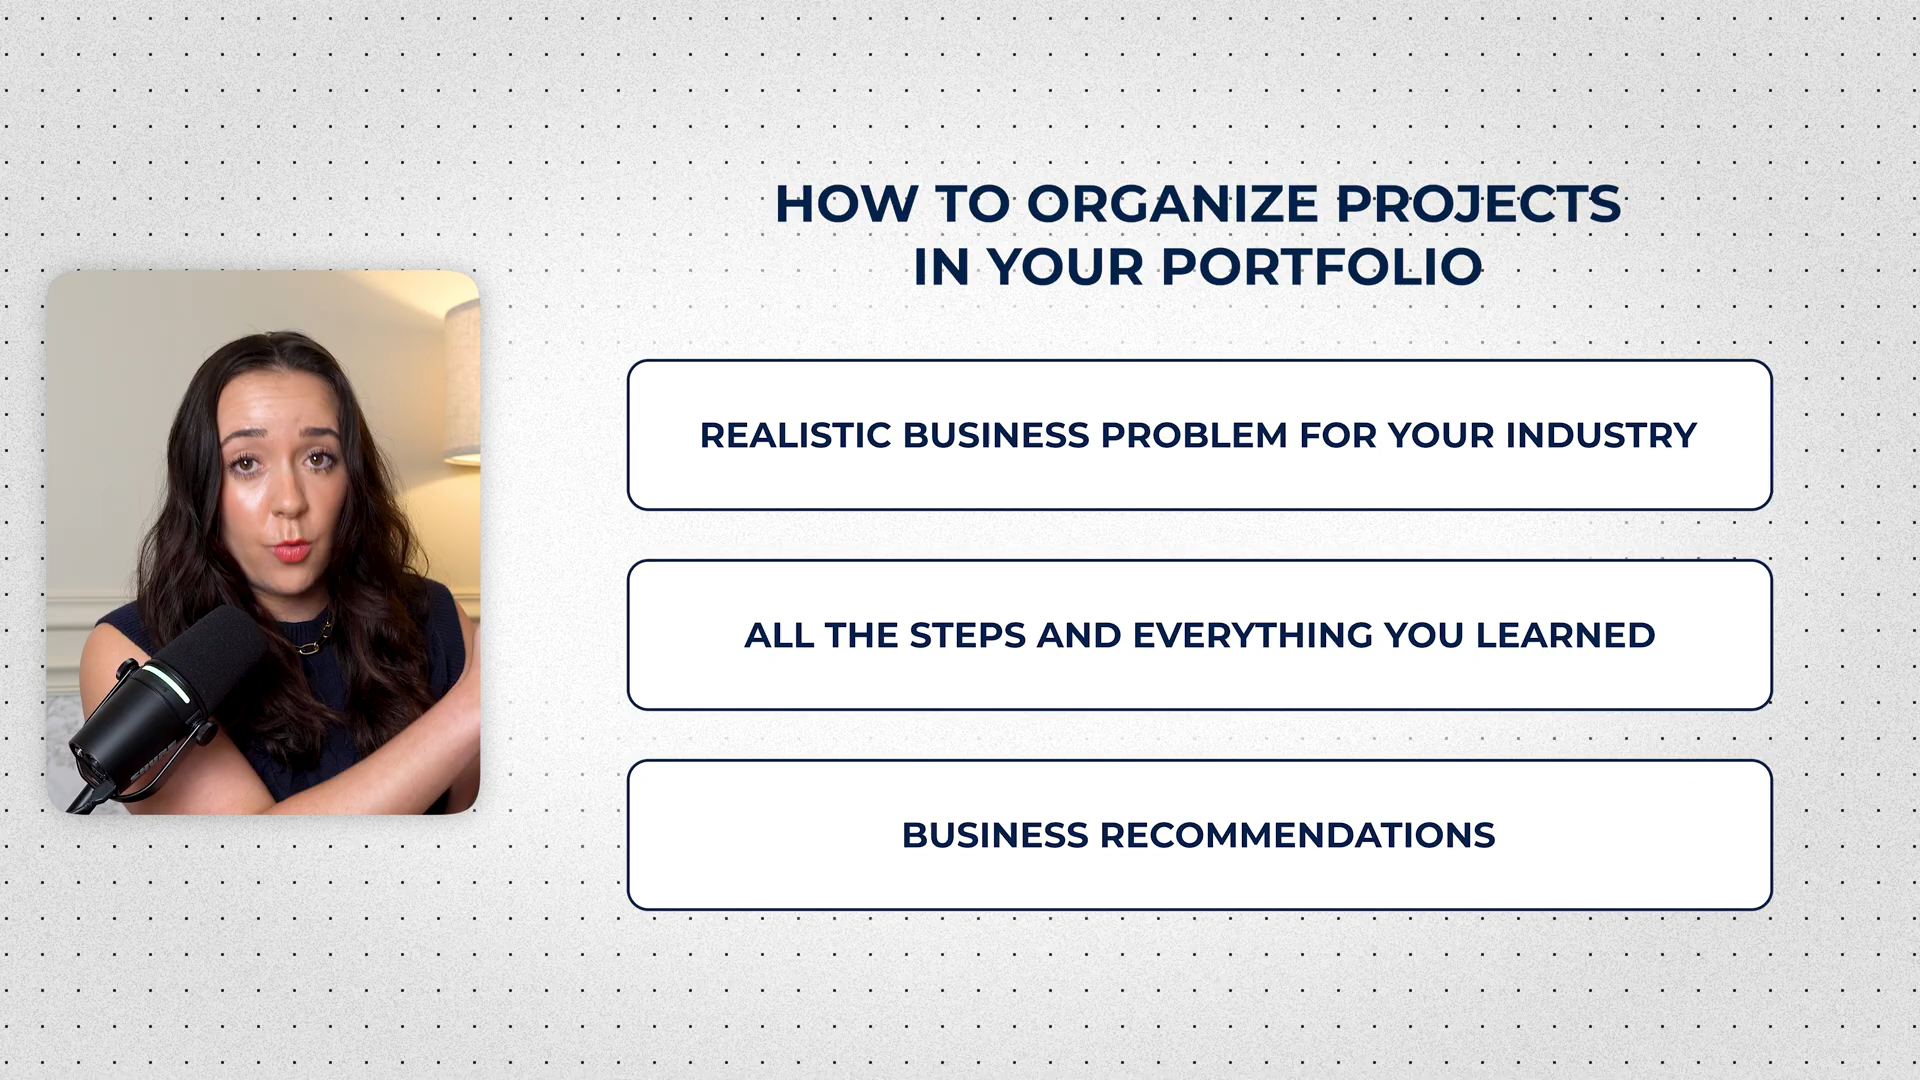 HOW TO ORGANIZE PROJECTS
IN YOUR PORTFOLIO
REALISTIC BUSINESS PROBLEM FOR YOUR INDUSTRY
ALL THE STEPS AND EVERYTHING YOU LEARNED
BUSINESS RECOMMENDATIONS
SHURE